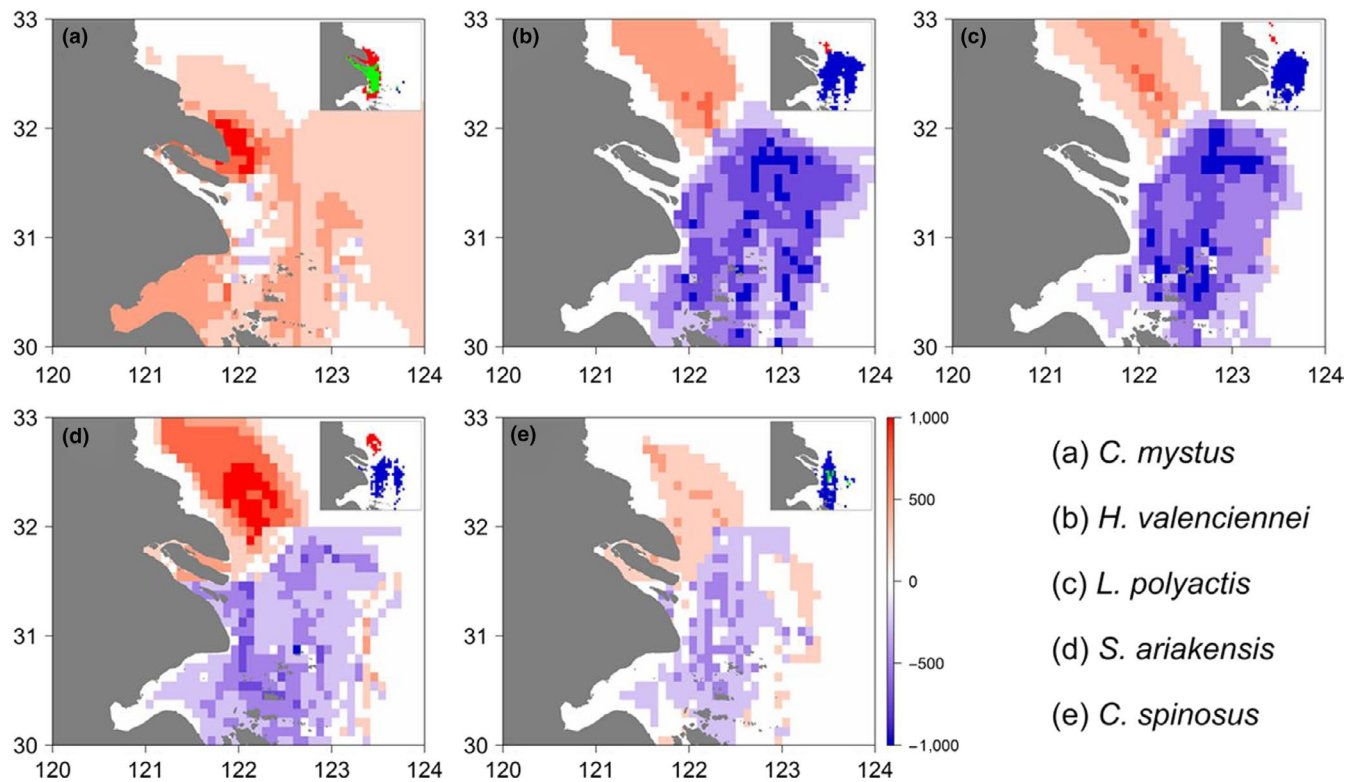 33
(a)
32
31
30
120 121 122 123 124
33
(b)
32
31
30
120 121 122 123 124
33
(c)
32
31
30
120 121 122 123 124
33
(d)
32
31
30
120 121 122 123 124
33
(e)
32
31
30
120 121 122 123 124
1,000
500
0
−500
−1,000
(a) C. mystus
(b) H. valenciennei
(c) L. polyactis
(d) S. ariakensis
(e) C. spinosus